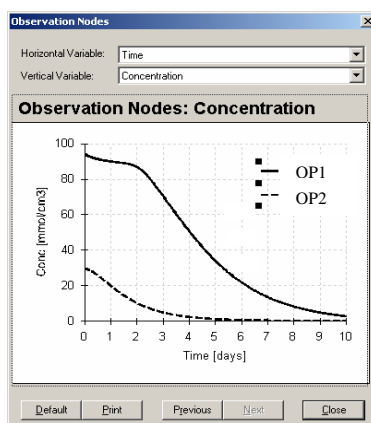 Observation Nodes
Horizontal Variable: Time
Vertical Variable: Concentration
Observation Nodes: Concentration
100
80
60
40
20
0
Conc [mmol/cm3]
OP1
OP2
0 1 2 3 4 5 6 7 8 9 10
Time [days]
Default Print Previous Next Close